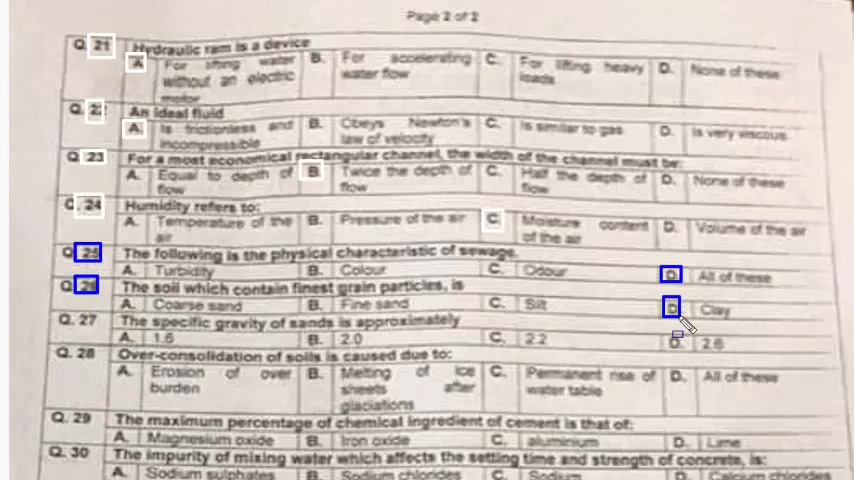 Page 2 of 2
Q. 21 Hydraulic ram is a device
A. For lifting water without an electric motor B. For accelerating water flow C. For lifting heavy loads D. None of these
Q. 22 An ideal fluid
A. Is frictionless and incompressible B. Obeys Newton's law of velocity C. Is similar to gas D. Is very viscous
Q. 23 For a most economical rectangular channel, the width of the channel must be:
A. Equal to depth of flow B. Twice the depth of flow C. Half the depth of flow D. None of these
Q. 24 Humidity refers to:
A. Temperature of the air B. Pressure of the air C. Moisture content of the air D. Volume of the air
Q. 25 The following is the physical characteristic of sewage.
A. Turbidity B. Colour C. Odour D. All of these
Q. 26 The soil which contain finest grain particles, is
A. Coarse sand B. Fine sand C. Silt D. Clay
Q. 27 The specific gravity of sands is approximately
A. 1.6 B. 2.0 C. 2.2 D. 2.6
Q. 28 Over-consolidation of soils is caused due to:
A. Erosion of over burden B. Melting of ice sheets after glaciations C. Permanent rise of water table D. All of these
Q. 29 The maximum percentage of chemical ingredient of cement is that of:
A. Magnesium oxide B. Iron oxide C. aluminium D. Lime
Q. 30 The impurity of mixing water which affects the setting time and strength of concrete, is:
A. Sodium sulphates B. Sodium chlorides C. Sodium D. Calcium chlorides